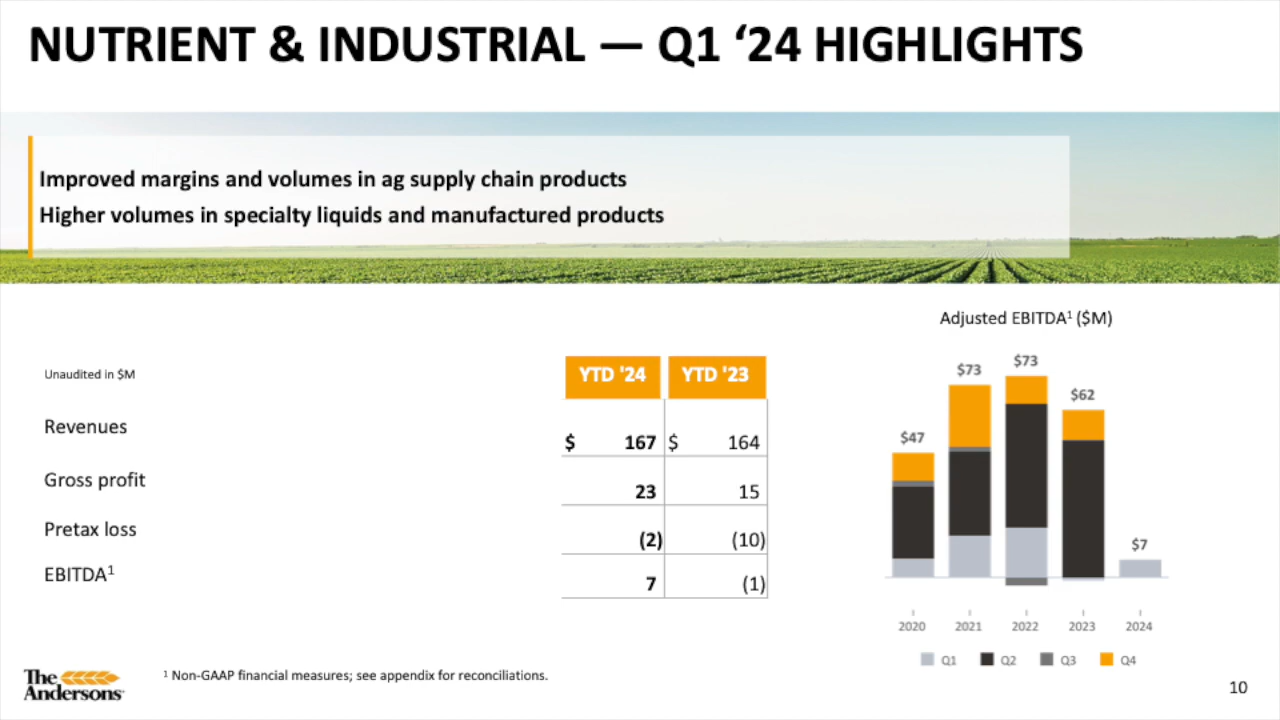 NUTRIENT & INDUSTRIAL — Q1 ‘24 HIGHLIGHTS
Improved margins and volumes in ag supply chain products
Higher volumes in specialty liquids and manufactured products
Unaudited in $M YTD '24 YTD '23
Revenues $ 167 $ 164
Gross profit 23 15
Pretax loss (2) (10)
EBITDA¹ 7 (1)
Adjusted EBITDA¹ ($M)
$47 $73 $73 $62 $7
2020 2021 2022 2023 2024
Q1 Q2 Q3 Q4
The
Andersons
¹ Non-GAAP financial measures; see appendix for reconciliations.
10